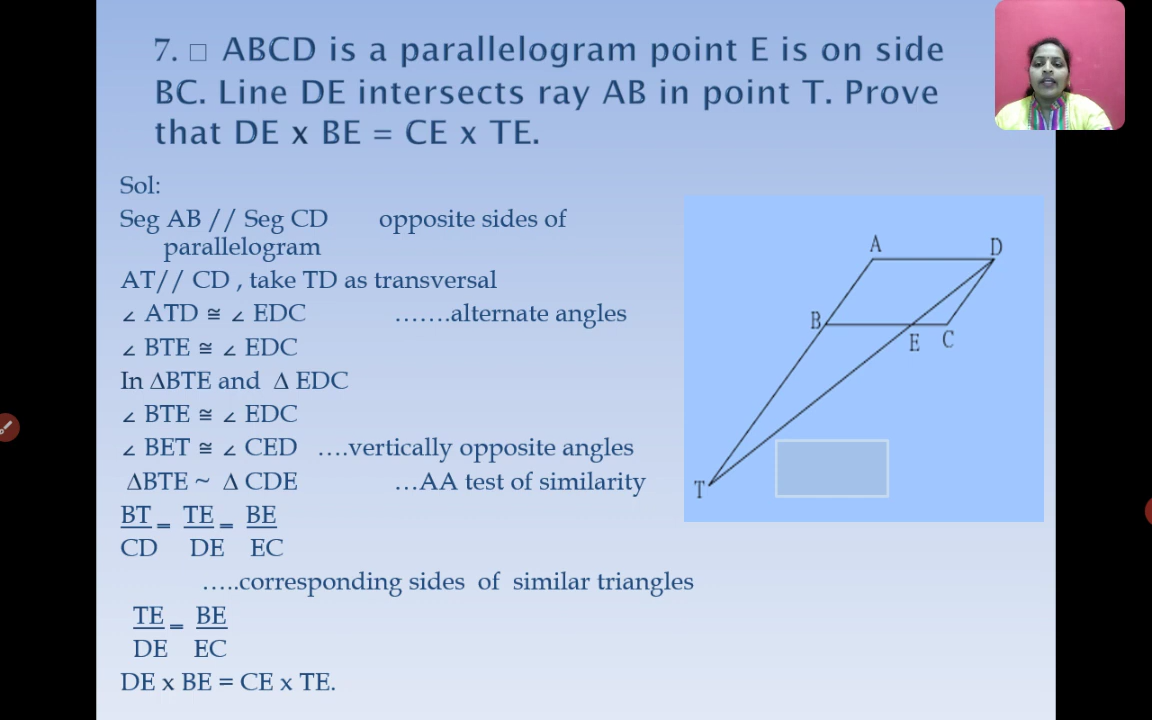 7. □ ABCD is a parallelogram point E is on side
BC. Line DE intersects ray AB in point T. Prove
that DE x BE = CE x TE.
Sol:
Seg AB // Seg CD opposite sides of
parallelogram
AT// CD , take TD as transversal
∠ ATD ≅ ∠ EDC …….alternate angles
∠ BTE ≅ ∠ EDC
In ∆BTE and ∆ EDC
∠ BTE ≅ ∠ EDC
∠ BET ≅ ∠ CED ….vertically opposite angles
∆BTE ~ ∆ CDE …AA test of similarity
BT = TE = BE
CD DE EC
…..corresponding sides of similar triangles
TE = BE
DE EC
DE x BE = CE x TE.
A D
B
E C
T